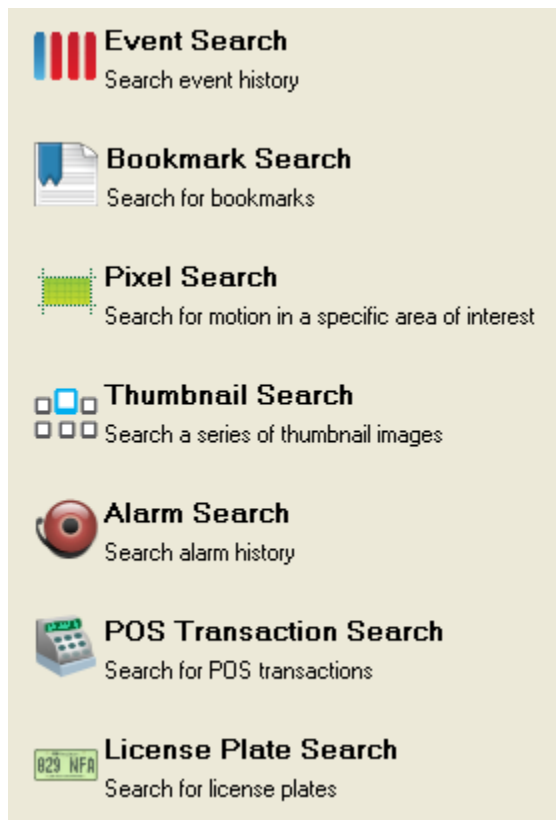 Event Search
Search event history
Bookmark Search
Search for bookmarks
Pixel Search
Search for motion in a specific area of interest
Thumbnail Search
Search a series of thumbnail images
Alarm Search
Search alarm history
POS Transaction Search
Search for POS transactions
829 NFA
License Plate Search
Search for license plates